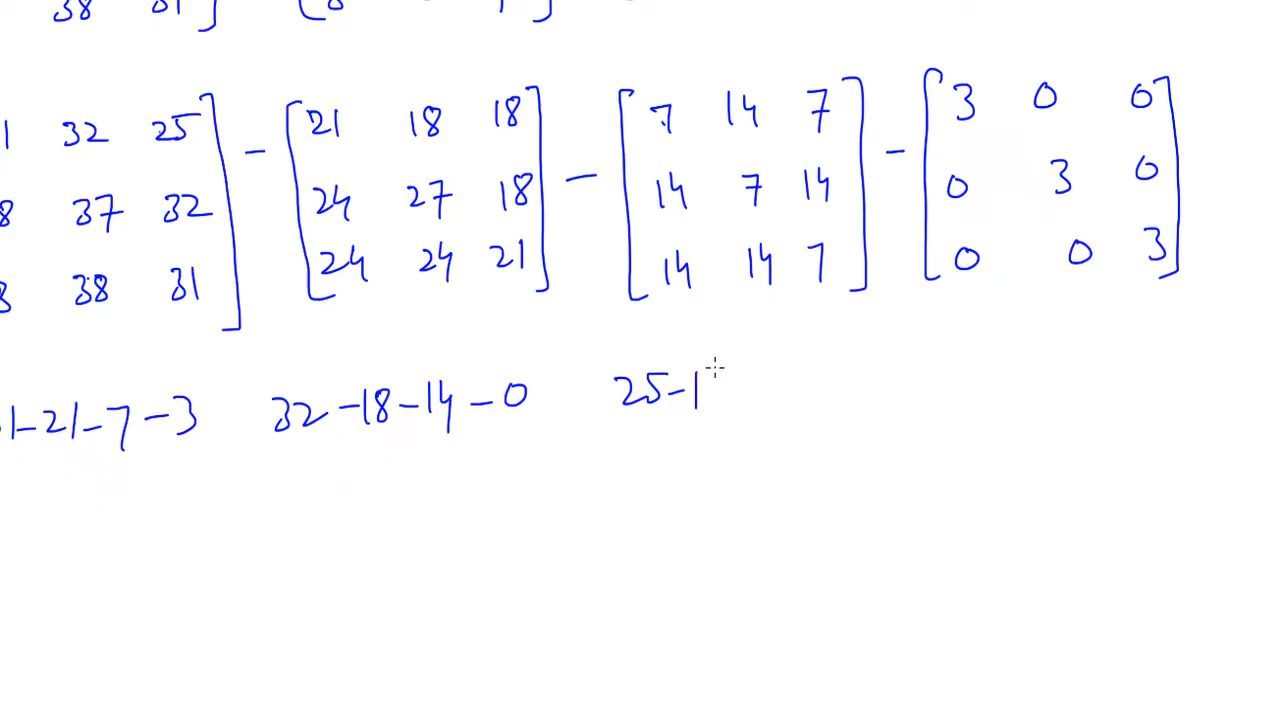 38 31 ]
1 32 25 ] - [ 21 18 18 ] - [ 7 14 7 ] - [ 3 0 0 ]
8 37 32 ] [ 24 27 18 ] [ 14 7 14 ] [ 0 3 0 ]
8 38 31 ] [ 24 24 21 ] [ 14 14 7 ] [ 0 0 3 ]
1-21-7-3 32-18-14-0 25-1